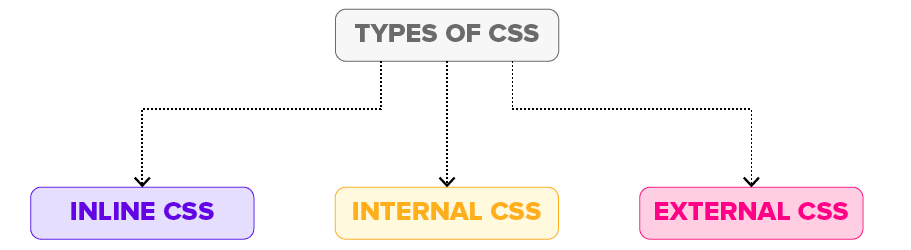 TYPES OF CSS
INLINE CSS
INTERNAL CSS
EXTERNAL CSS